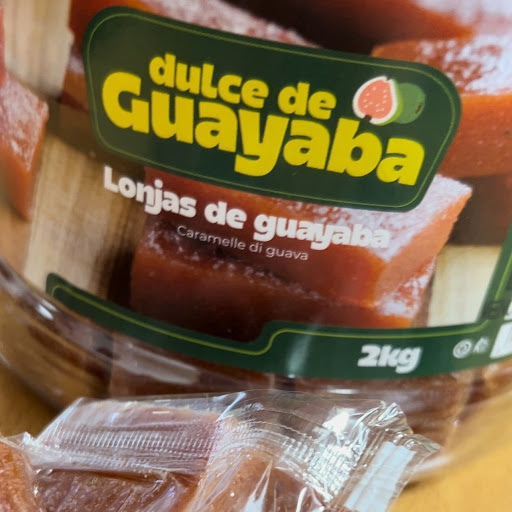 dulce de
Guayaba
Lonjas de guayaba
Caramelle di guava
2kg